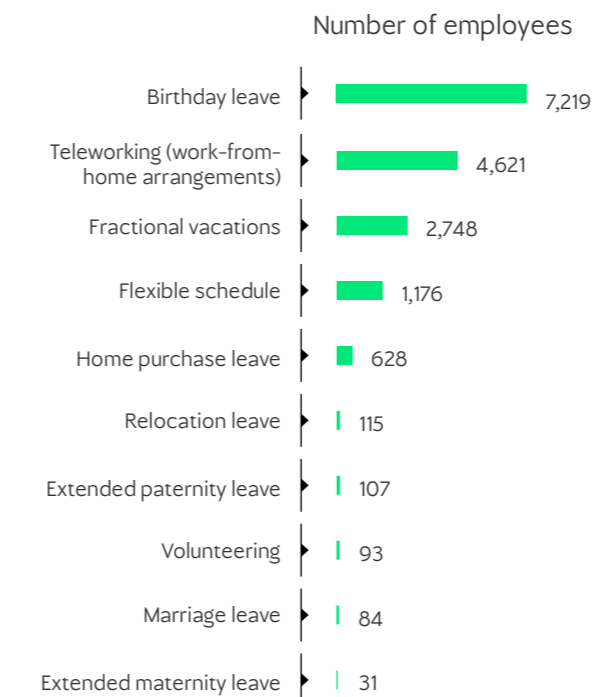 Number of employees
Birthday leave 7,219
Teleworking (work-from-
home arrangements) 4,621
Fractional vacations 2,748
Flexible schedule 1,176
Home purchase leave 628
Relocation leave 115
Extended paternity leave 107
Volunteering 93
Marriage leave 84
Extended maternity leave 31